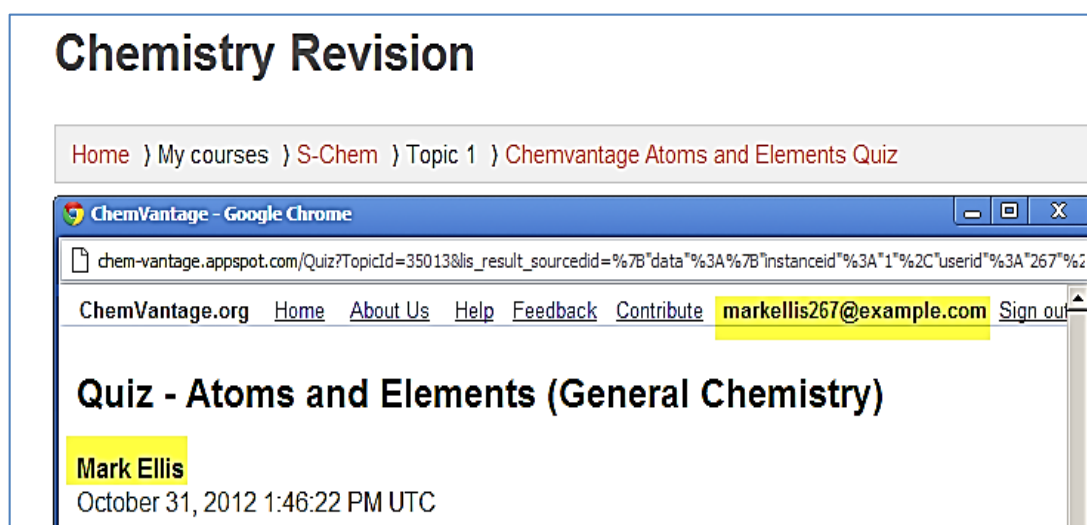 Chemistry Revision
Home ⟩ My courses ⟩ S-Chem ⟩ Topic 1 ⟩ Chemvantage Atoms and Elements Quiz
ChemVantage - Google Chrome
chem-vantage.appspot.com/Quiz?TopicId=35013&lis_result_sourcedid=%7B"data"%3A%7B"instanceid"%3A"1"%2C"userid"%3A"267"%2
ChemVantage.org Home About Us Help Feedback Contribute markellis267@example.com Sign out
Quiz - Atoms and Elements (General Chemistry)
Mark Ellis
October 31, 2012 1:46:22 PM UTC